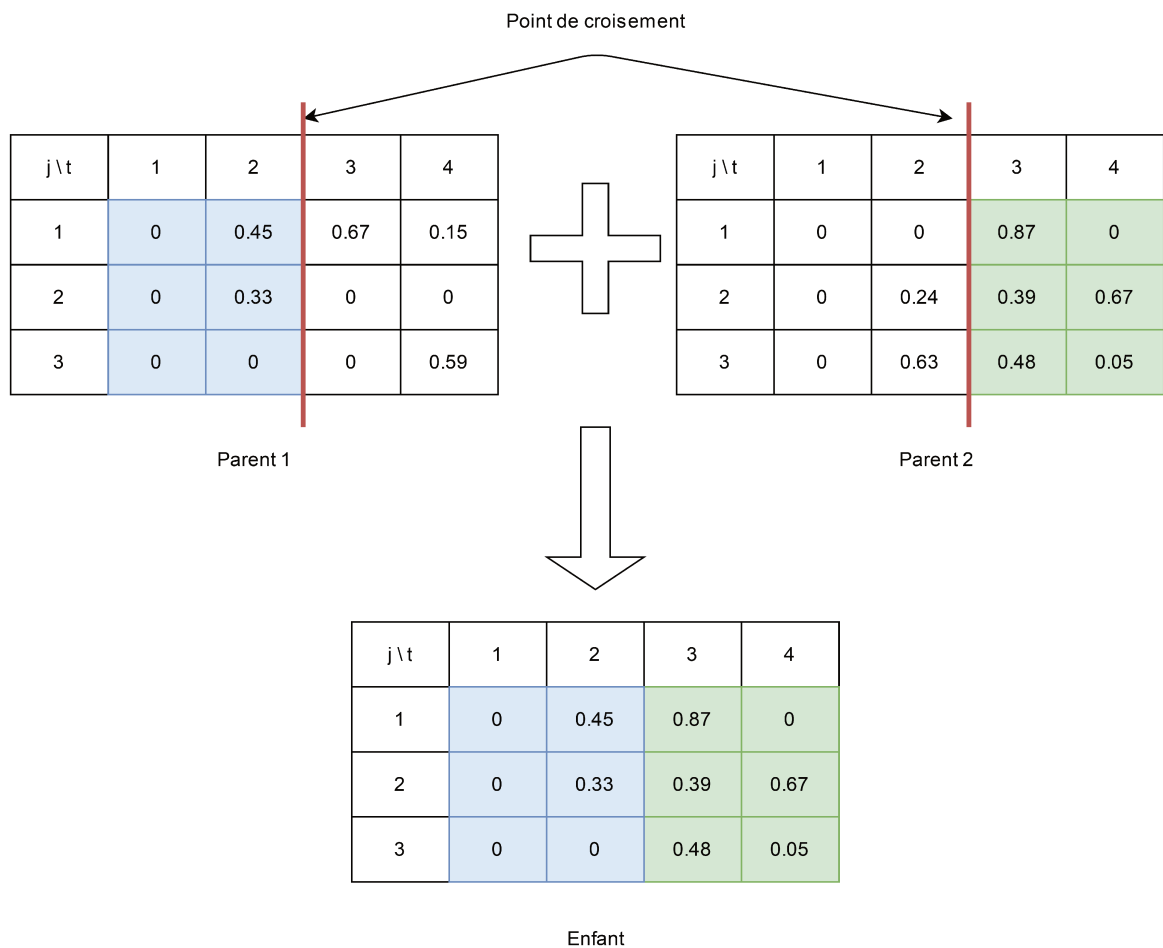 Point de croisement
j \ t 1 2 3 4
1 0 0.45 0.67 0.15
2 0 0.33 0 0
3 0 0 0 0.59
Parent 1
j \ t 1 2 3 4
1 0 0 0.87 0
2 0 0.24 0.39 0.67
3 0 0.63 0.48 0.05
Parent 2
j \ t 1 2 3 4
1 0 0.45 0.87 0
2 0 0.33 0.39 0.67
3 0 0 0.48 0.05
Enfant